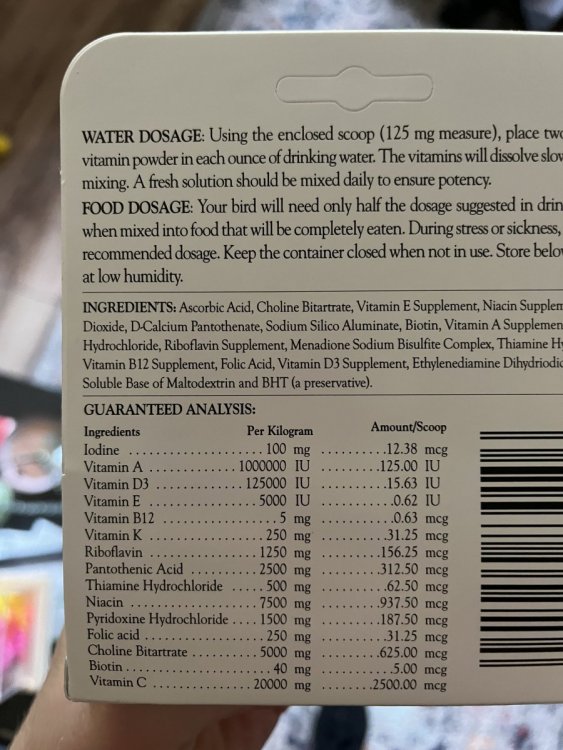 WATER DOSAGE: Using the enclosed scoop (125 mg measure), place
vitamin powder in each ounce of drinking water. The vitamins will dissolve
mixing. A fresh solution should be mixed daily to ensure potency.
FOOD DOSAGE: Your bird will need only half the dosage suggested in
when mixed into food that will be completely eaten. During stress or sickness,
recommended dosage. Keep the container closed when not in use. Store
at low humidity.
INGREDIENTS: Ascorbic Acid, Choline Bitartrate, Vitamin E Supplement, Niacin
Dioxide, D-Calcium Pantothenate, Sodium Silico Aluminate, Biotin, Vitamin A
Hydrochloride, Riboflavin Supplement, Menadione Sodium Bisulfite Complex, Thiamine
Vitamin B12 Supplement, Folic Acid, Vitamin D3 Supplement, Ethylenediamine
Soluble Base of Maltodextrin and BHT (a preservative).
GUARANTEED ANALYSIS:
Ingredients Per Kilogram Amount/Scoop
Iodine 100 mg 12.38 mcg
Vitamin A 1000000 IU 125.00 IU
Vitamin D3 125000 IU 15.63 IU
Vitamin E 5000 IU 0.62 IU
Vitamin B12 5 mg 0.63 mcg
Vitamin K 250 mg 31.25 mcg
Riboflavin 1250 mg 156.25 mcg
Pantothenic Acid 2500 mg 312.50 mcg
Thiamine Hydrochloride 500 mg 62.50 mcg
Niacin 7500 mg 937.50 mcg
Pyridoxine Hydrochloride 1500 mg 187.50 mcg
Folic acid 250 mg 31.25 mcg
Choline Bitartrate 5000 mg 625.00 mcg
Biotin 40 mg 5.00 mcg
Vitamin C 20000 mg 2500.00 mcg